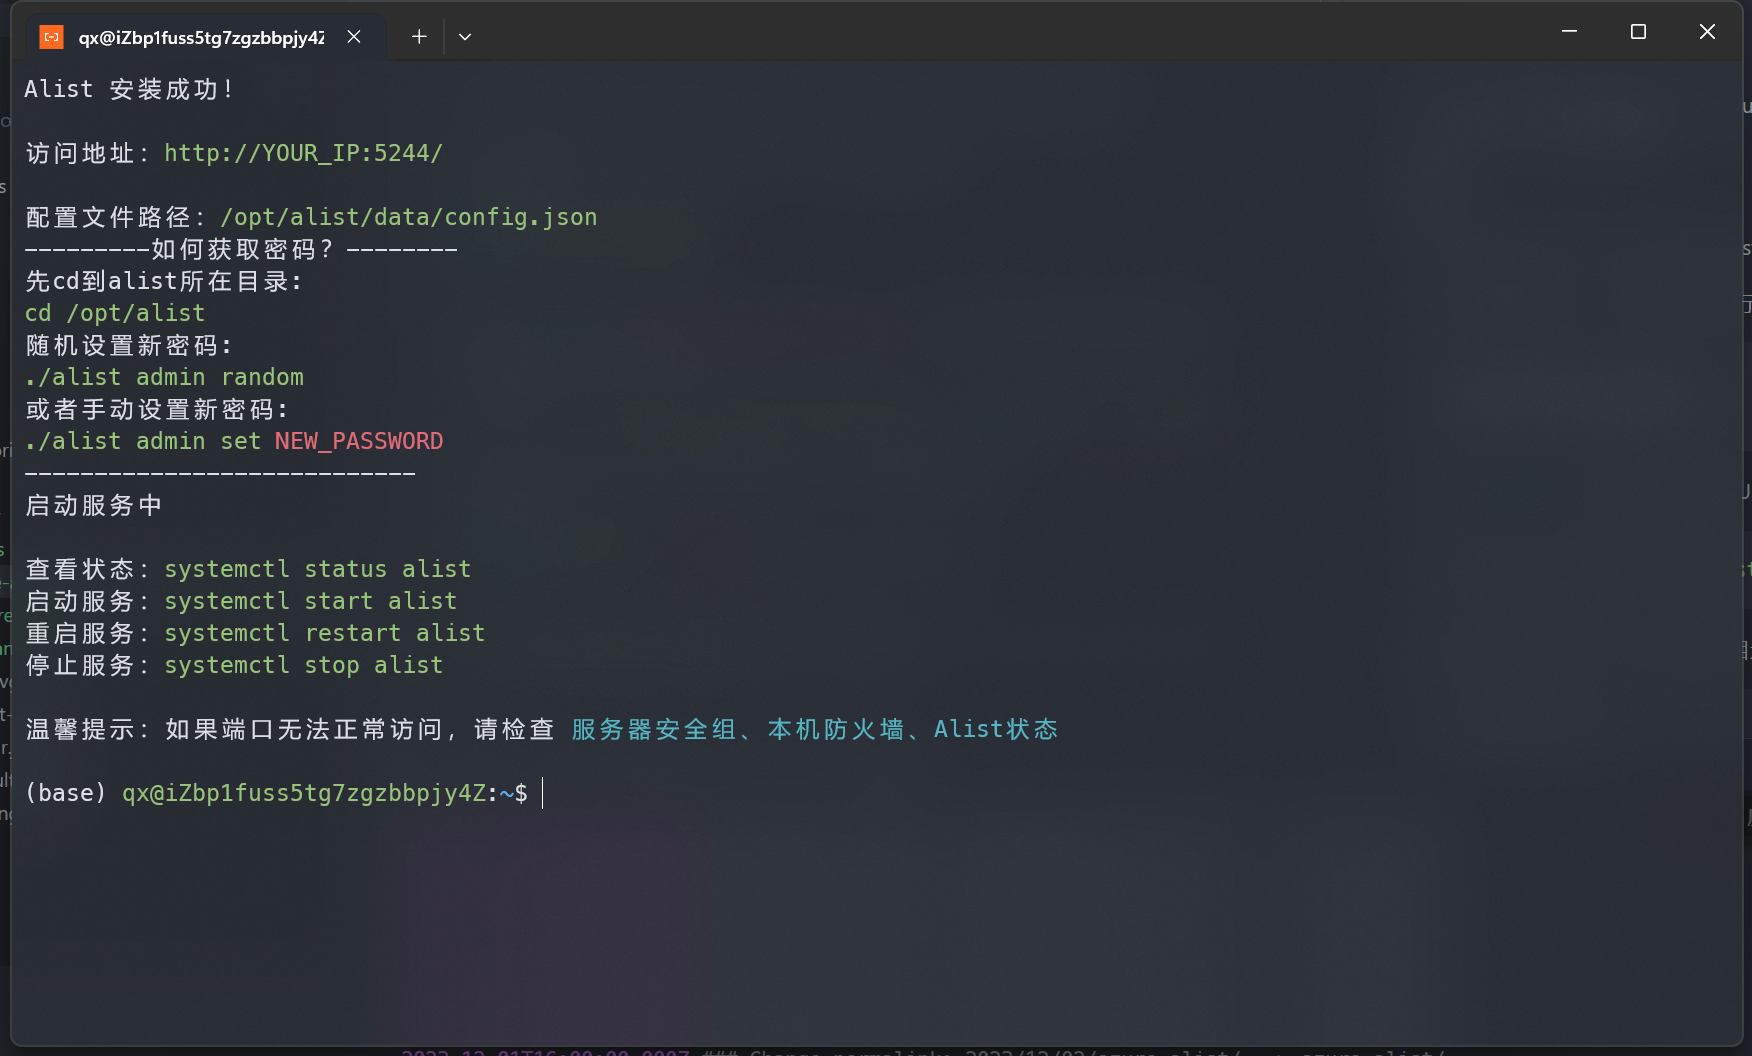 qx@iZbp1fuss5tg7zgzbbpjy4Z
Alist 安装成功！
访问地址：http://YOUR_IP:5244/
配置文件路径：/opt/alist/data/config.json
---------如何获取密码？--------
先cd到alist所在目录:
cd /opt/alist
随机设置新密码:
./alist admin random
或者手动设置新密码:
./alist admin set NEW_PASSWORD
----------------------------
启动服务中
查看状态：systemctl status alist
启动服务：systemctl start alist
重启服务：systemctl restart alist
停止服务：systemctl stop alist
温馨提示：如果端口无法正常访问，请检查 服务器安全组、本机防火墙、Alist状态
(base) qx@iZbp1fuss5tg7zgzbbpjy4Z:~$